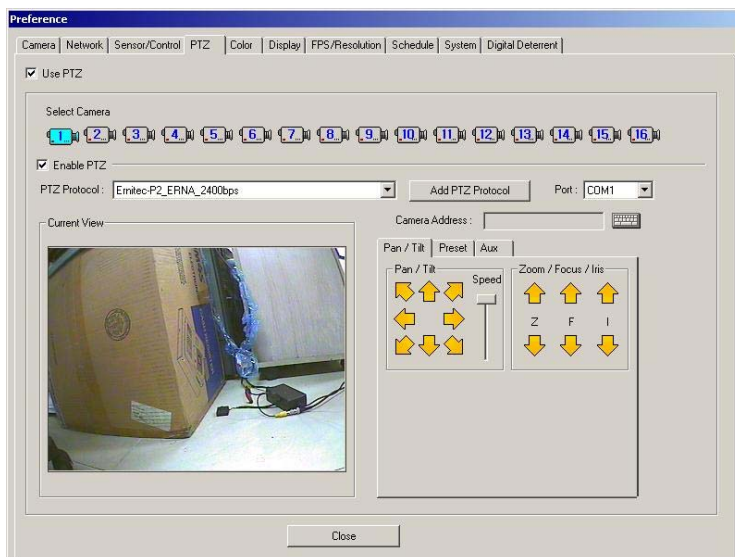 Preference
Camera Network Sensor/Control PTZ Color Display FPS/Resolution Schedule System Digital Deterrent
Use PTZ
Select Camera
1... 2... 3... 4... 5... 6... 7... 8... 9... 10.. 11.. 12.. 13.. 14.. 15.. 16..
Enable PTZ
PTZ Protocol : Ernitec-P2_ERNA_2400bps Add PTZ Protocol Port : COM1
Camera Address :
Current View
Pan / Tilt Preset Aux
Pan / Tilt Speed Zoom / Focus / Iris
Z F I
Close